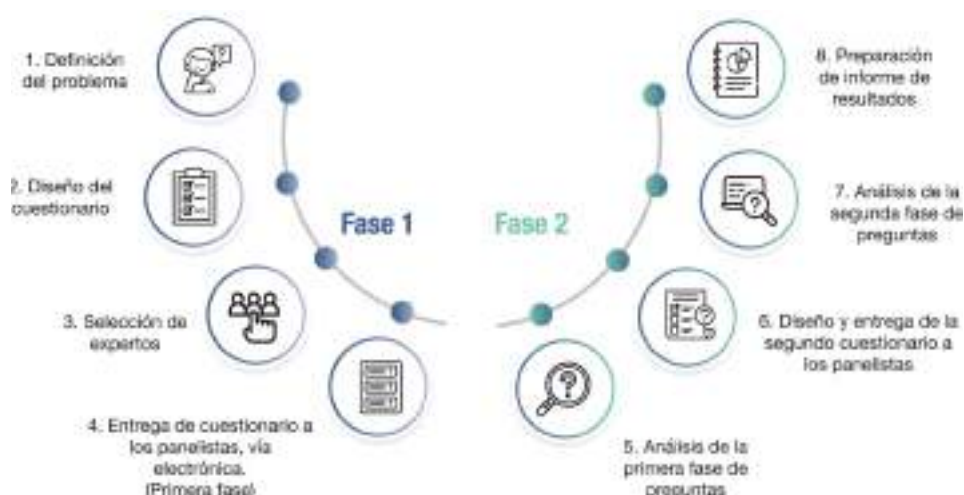 1. Definición
del problema
2. Diseño del
cuestionario
3. Selección de
expertos
4. Entrega de cuestionario a
los panelistas, vía
electrónica.
(Primera fase)
Fase 1
Fase 2
5. Análisis de la
primera fase de
preguntas
6. Diseño y entrega de la
segundo cuestionario a
los panelistas
7. Análisis de la
segunda fase de
preguntas
8. Preparación
de informe de
resultados